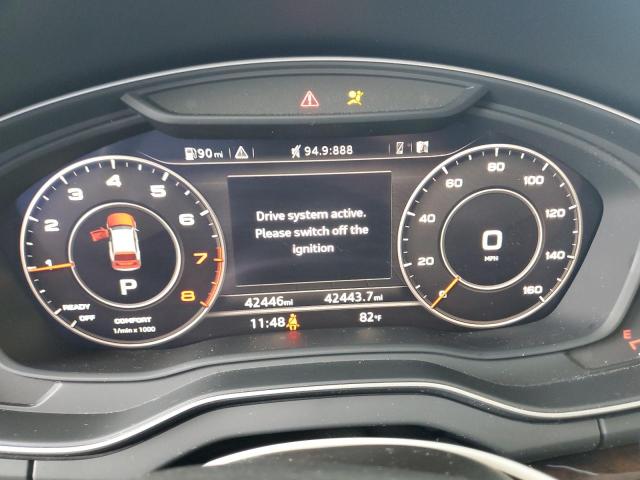 90 mi
94.9:888
Drive system active.
Please switch off the
ignition
1 2 3 4 5 6 7 8
READY
OFF
P
COMFORT
1/min x 1000
0 20 40 60 80 100 120 140 160
0
MPH
42446mi 42443.7mi
11:48 82°F
E